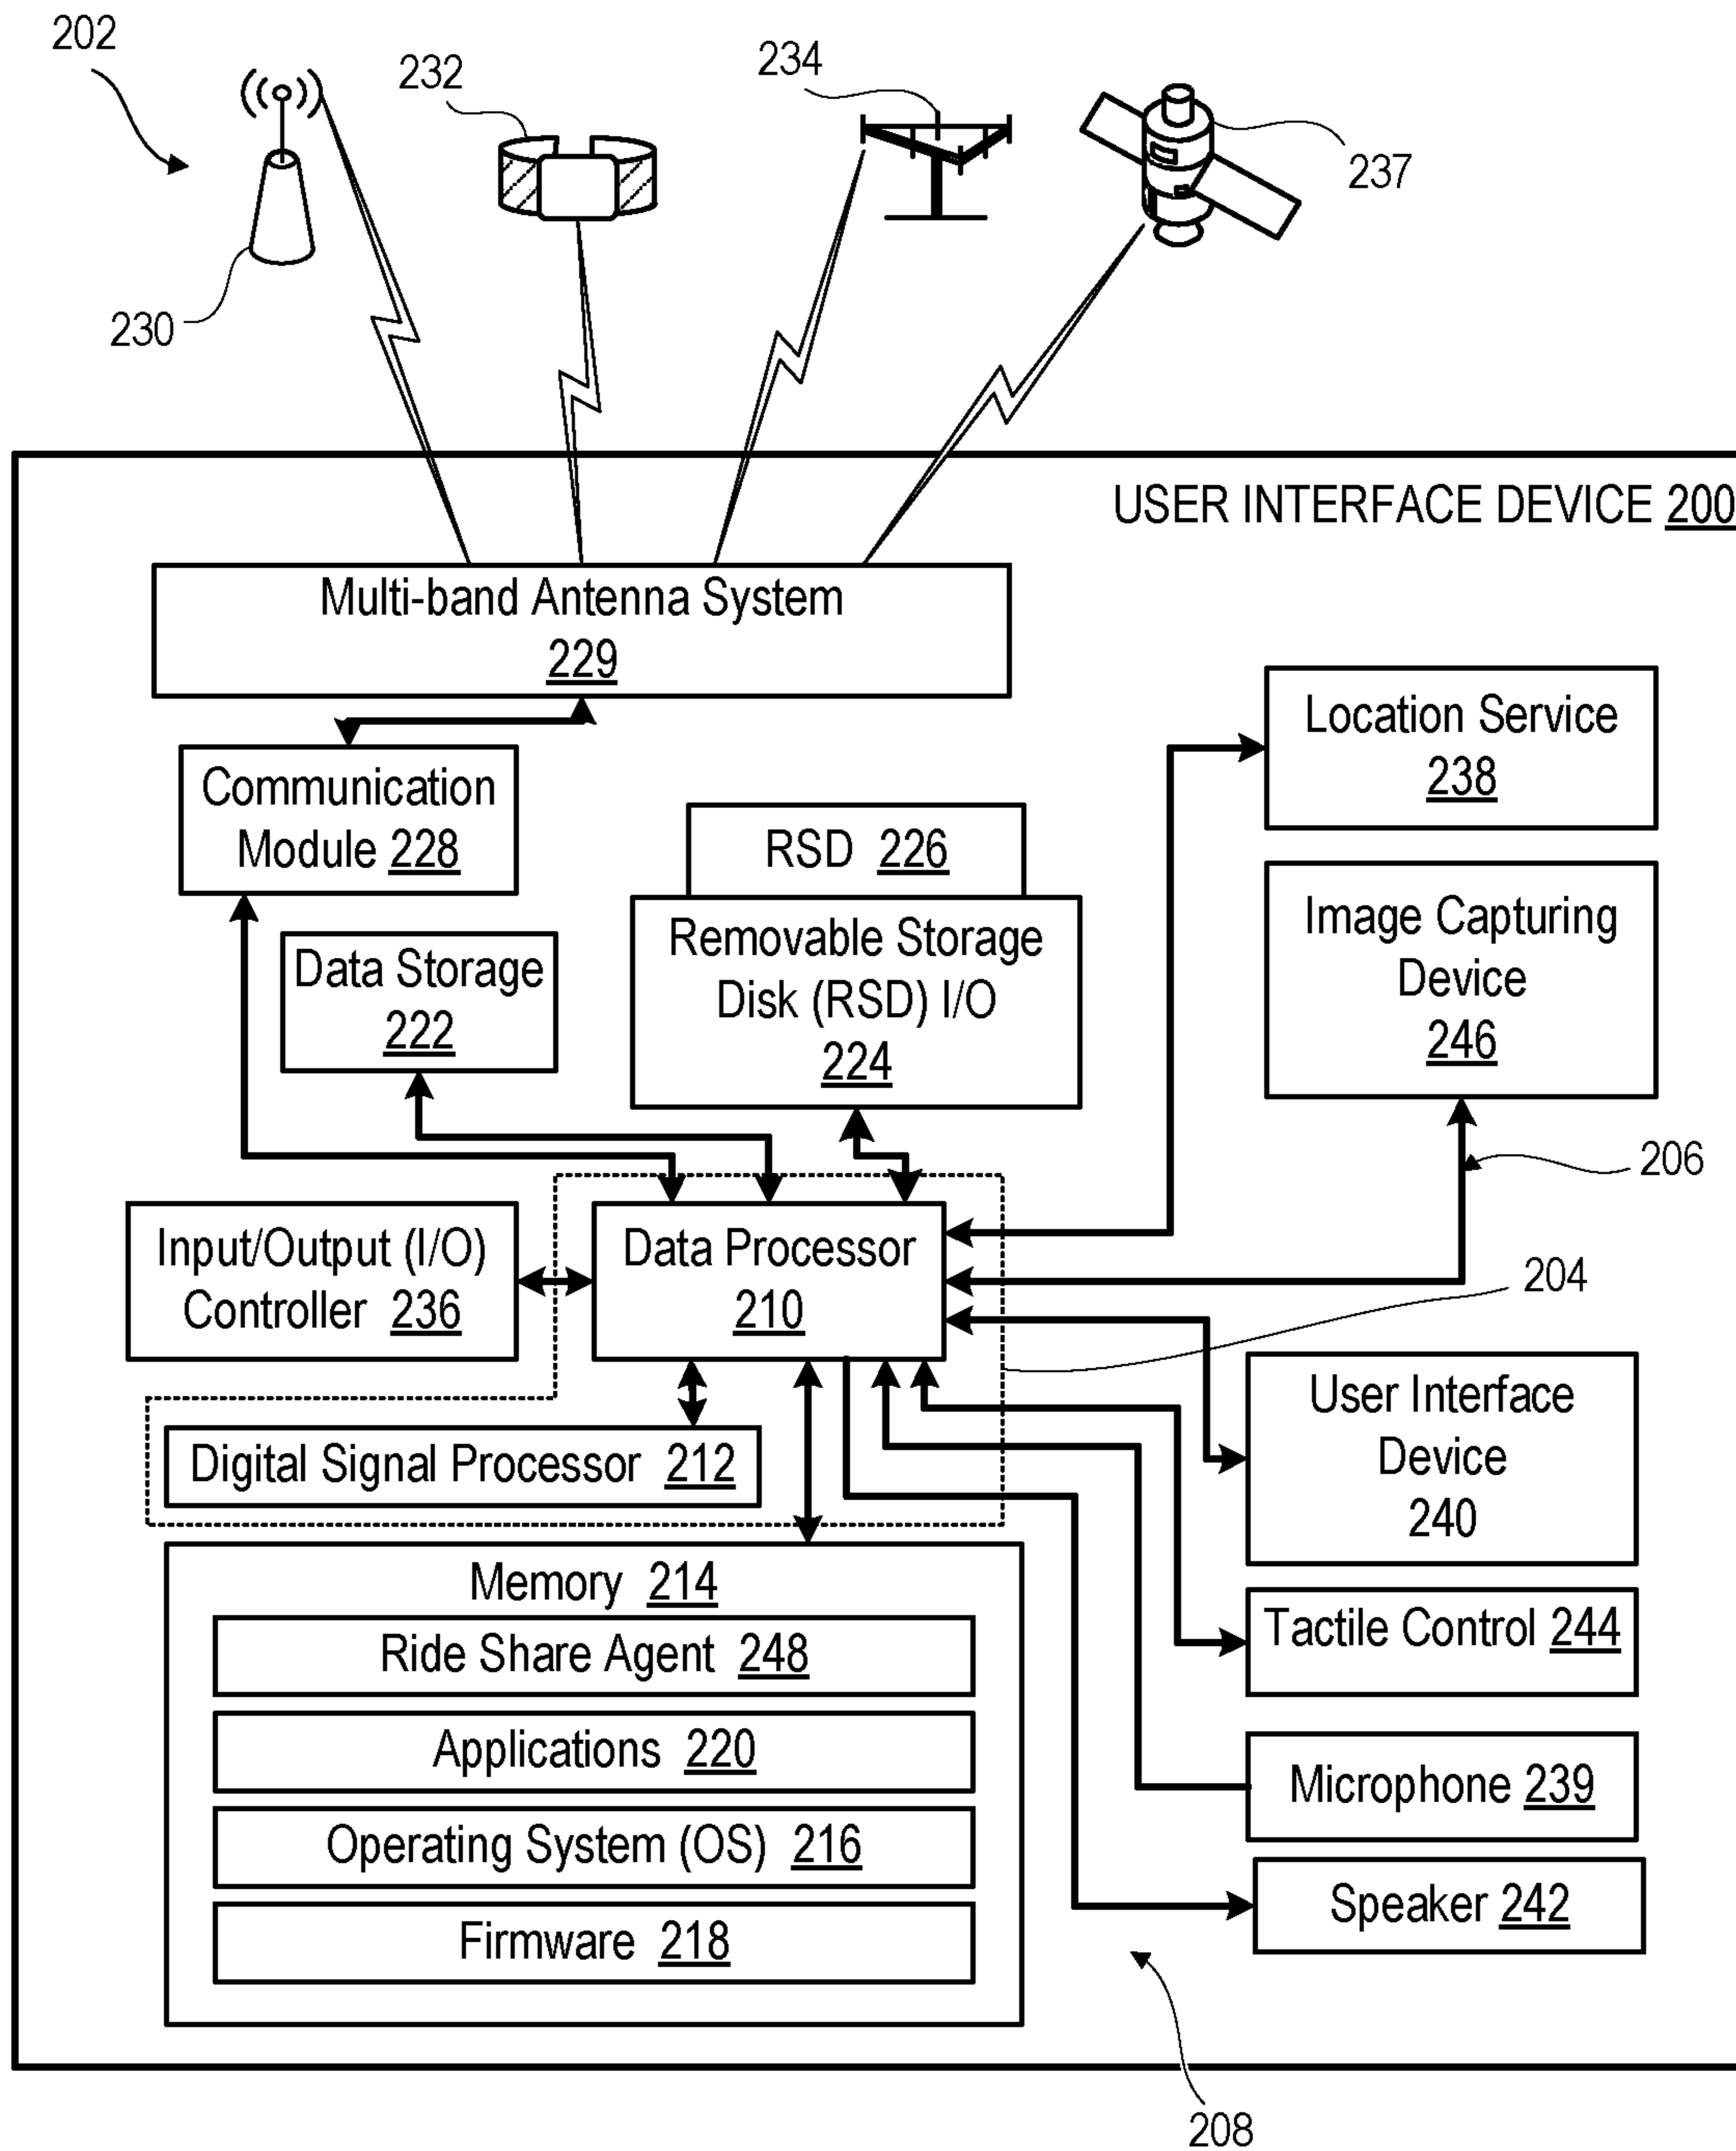 202
232
234
237
230
USER INTERFACE DEVICE 200
Multi-band Antenna System
229
Location Service
238
Communication
Module 228
RSD 226
Removable Storage
Disk (RSD) I/O
224
Data Storage
222
Image Capturing
Device
246
206
Input/Output (I/O)
Controller 236
Data Processor
210
204
Digital Signal Processor 212
User Interface
Device
240
Memory 214
Ride Share Agent 248
Applications 220
Operating System (OS) 216
Firmware 218
Tactile Control 244
Microphone 239
Speaker 242
208